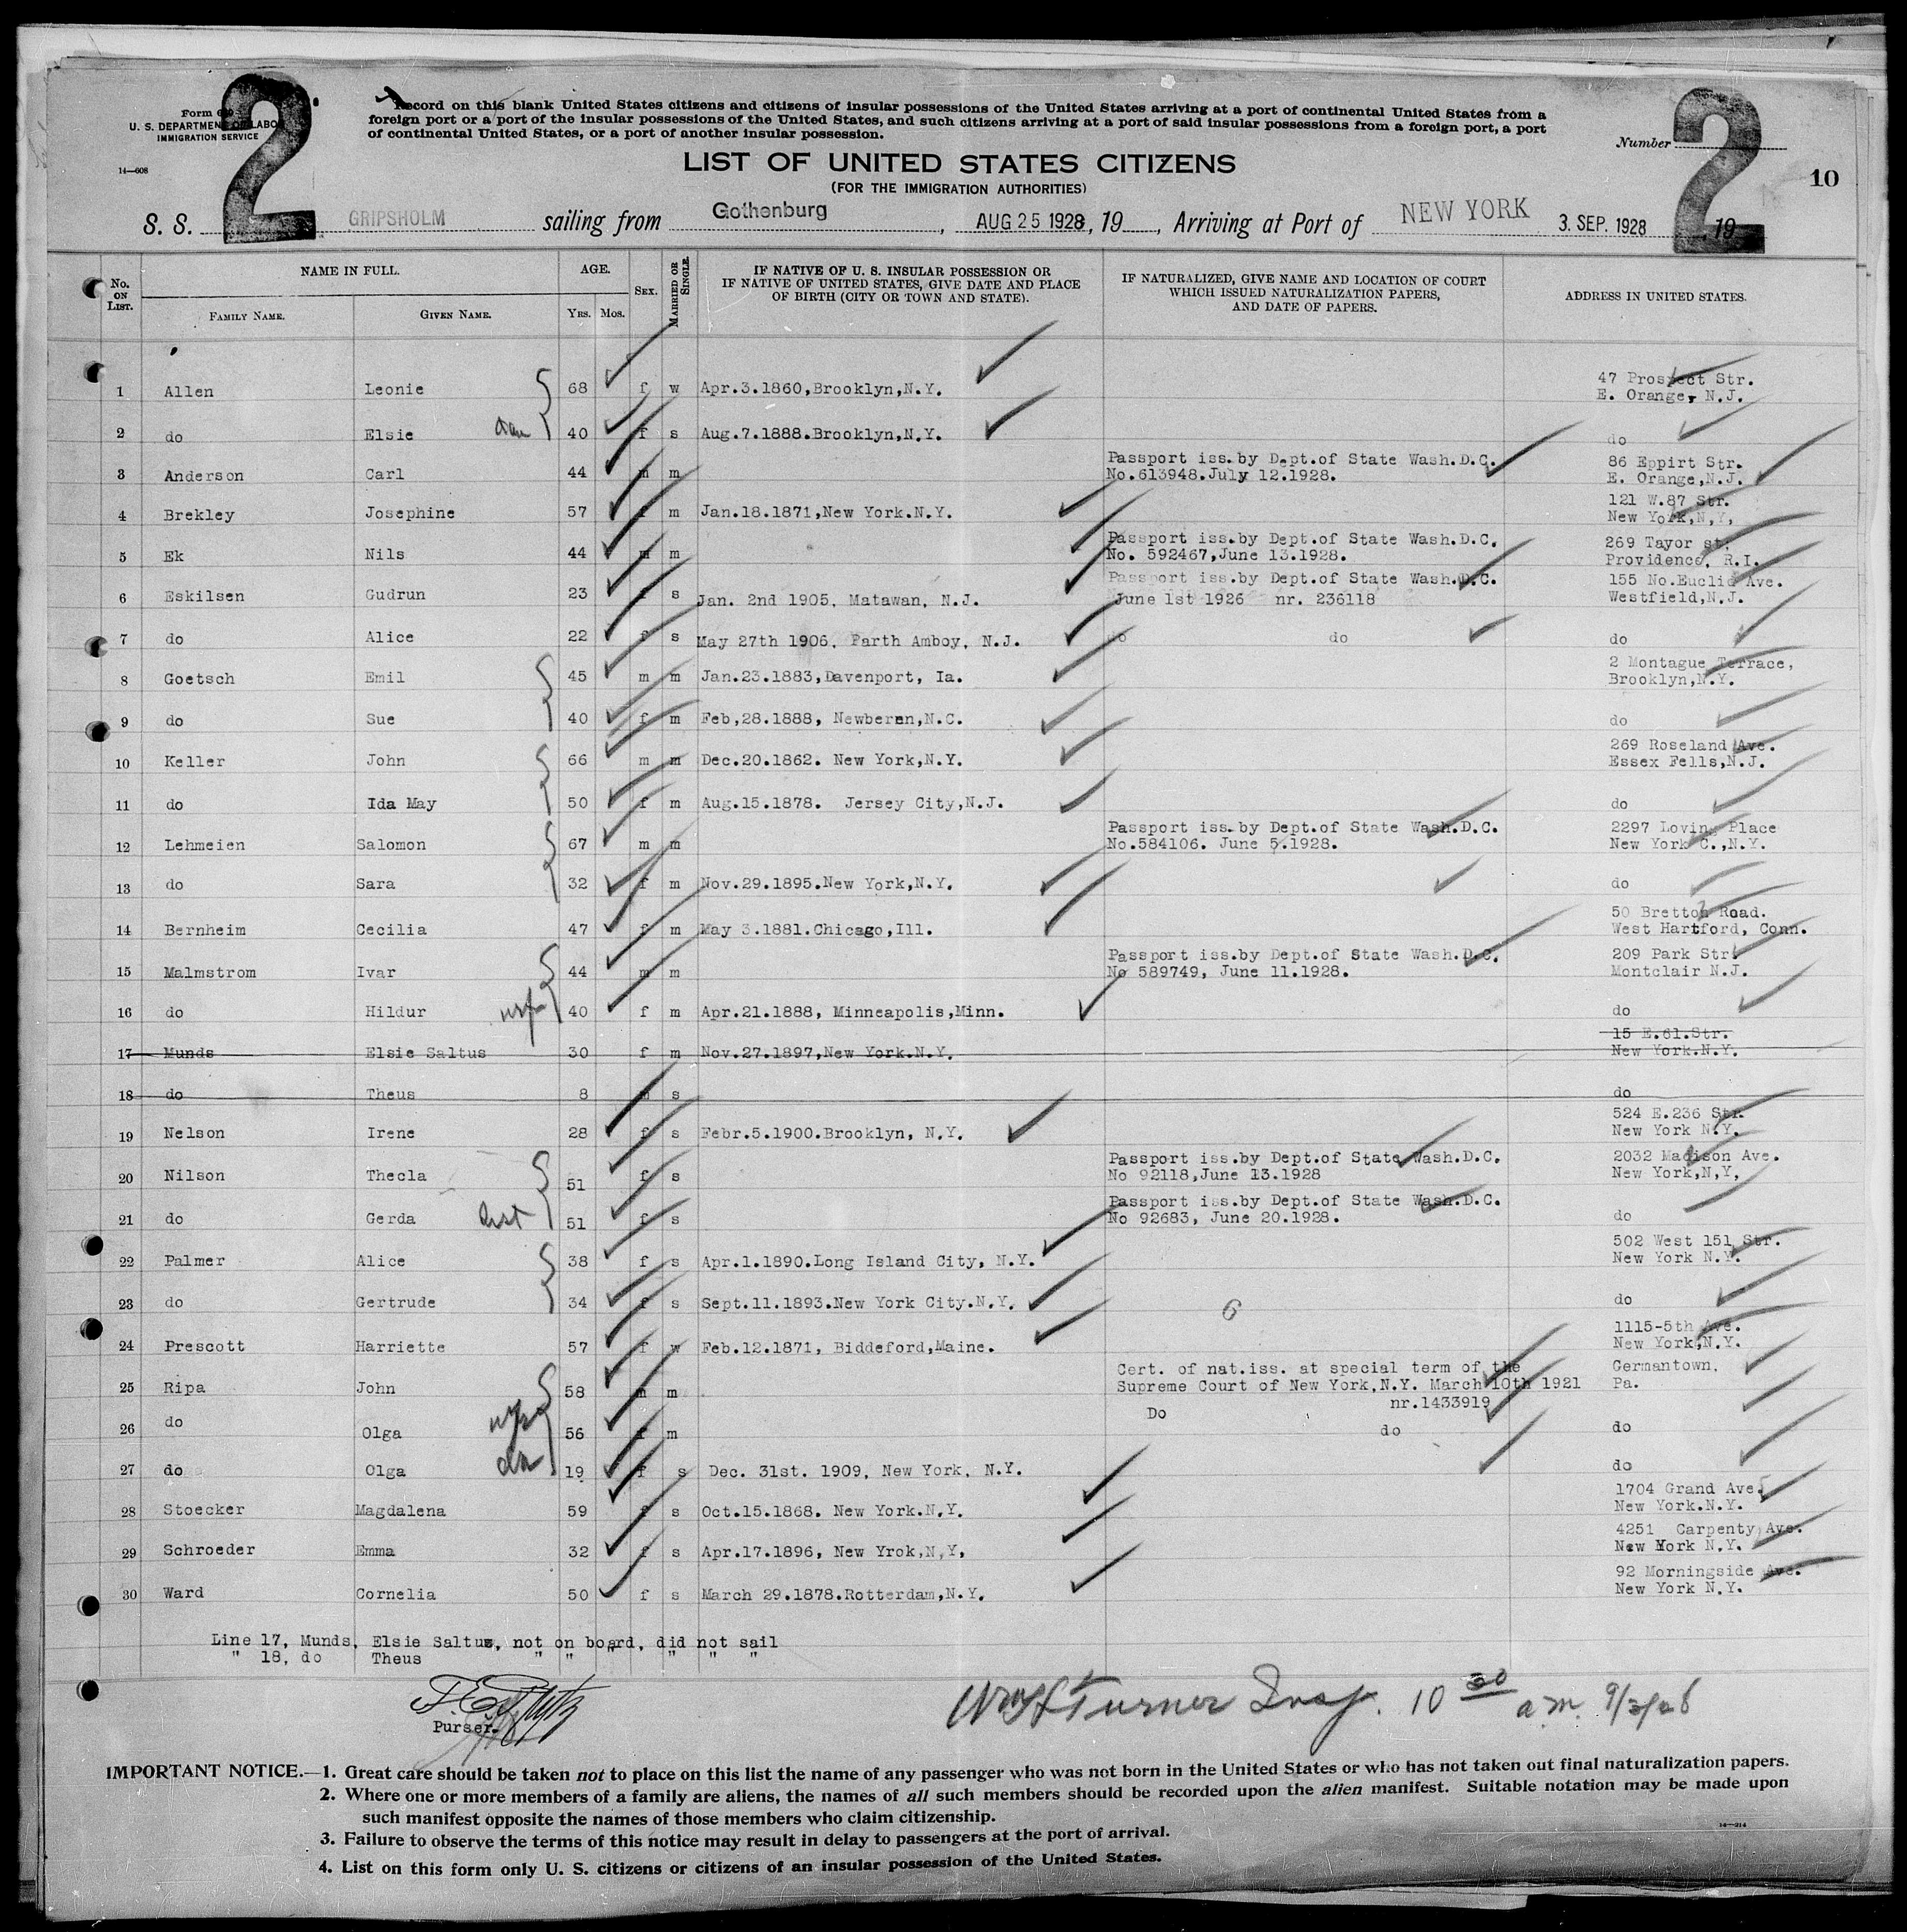 2
2
Form 630
U. S. DEPARTMENT OF LABOR
IMMIGRATION SERVICE
14—608
Record on this blank United States citizens and citizens of insular possessions of the United States arriving at a port of continental United States from a
foreign port or a port of the insular possessions of the United States, and such citizens arriving at a port of said insular possessions from a foreign port, a port
of continental United States, or a port of another insular possession.
Number
LIST OF UNITED STATES CITIZENS
(FOR THE IMMIGRATION AUTHORITIES)
10
S. S. GRIPSHOLM sailing from Gothenburg, AUG 25 1928, 19 , Arriving at Port of NEW YORK 3. SEP. 1928 , 19
No. ON LIST. NAME IN FULL. FAMILY NAME. GIVEN NAME. AGE. YRS. MOS. SEX. MARRIED OR SINGLE. IF NATIVE OF U. S. INSULAR POSSESSION OR IF NATIVE OF UNITED STATES, GIVE DATE AND PLACE OF BIRTH (CITY OR TOWN AND STATE). IF NATURALIZED, GIVE NAME AND LOCATION OF COURT WHICH ISSUED NATURALIZATION PAPERS, AND DATE OF PAPERS. ADDRESS IN UNITED STATES.
1 Allen Leonie 68 f w Apr.3.1860,Brooklyn,N.Y. 47 Prospect Str. E. Orange, N.J.
2 do Elsie 40 f s Aug.7.1888.Brooklyn,N.Y. do
3 Anderson Carl 44 m m Passport iss.by Dept.of State Wash.D.C. No.613948.July 12.1928. 86 Eppirt Str. E. Orange,N.J.
4 Brekley Josephine 57 f m Jan.18.1871,New York.N.Y. 121 W.87 Str. New York,N,Y,
5 Ek Nils 44 m m Passport iss.by Dept.of State Wash.D.C. No. 592467,June 13.1928. 269 Tayor st. Providence, R.I.
6 Eskilsen Gudrun 23 f s Jan. 2nd 1905, Matawan, N.J. Passport iss.by Dept.of State Wash.D.C. June 1st 1926 nr. 236118 155 No.Euclid Ave. Westfield,N.J.
7 do Alice 22 f s May 27th 1906, Parth Amboy, N.J. do do do
8 Goetsch Emil 45 m m Jan.23.1883,Davenport, Ia. 2 Montague Terrace, Brooklyn,N.Y.
9 do Sue 40 f m Feb,28.1888, Newbern,N.C. do
10 Keller John 66 m m Dec.20.1862. New York,N.Y. 269 Roseland Ave. Essex Fells,N.J.
11 do Ida May 50 f m Aug.15.1878. Jersey City,N.J. do
12 Lehmeien Salomon 67 m m Passport iss.by Dept.of State Wash.D.C. No.584106. June 5.1928. 2297 Loving Place New York C.,N.Y.
13 do Sara 32 f m Nov.29.1895.New York,N.Y. do
14 Bernheim Cecilia 47 f m May 3.1881.Chicago,Ill. 50 Bretton Road. West Hartford, Conn.
15 Malmstrom Ivar 44 m m Passport iss.by Dept.of State Wash.D.C. No 589749, June 11.1928. 209 Park Str. Montclair N.J.
16 do Hildur 40 f m Apr.21.1888, Minneapolis,Minn. do
17 Munds Elsie Saltus 30 f m Nov.27.1897,New York.N.Y. 15 E.61.Str. New York.N.Y.
18 do Theus 8 m s do
19 Nelson Irene 28 f s Febr.5.1900.Brooklyn, N.Y. 524 E.236 Str. New York N.Y.
20 Nilson Thecla 51 f s Passport iss.by Dept.of State Wash.D.C. No 92118,June 13.1928 2032 Madison Ave. New York,N,Y,
21 do Gerda 51 f s Passport iss.by Dept.of State Wash.D.C. No 92683, June 20.1928. do
22 Palmer Alice 38 f s Apr.1.1890.Long Island City, N.Y. 502 West 151 Str. New York N.Y.
23 do Gertrude 34 f s Sept.11.1893.New York City.N.Y. 6 do
24 Prescott Harriette 57 f w Feb.12.1871, Biddeford,Maine. 1115-5th Ave. New York,N.Y.
25 Ripa John 58 m m Cert. of nat.iss. at special term of the Supreme Court of New York,N.Y. March 10th 1921 nr.1433919 Germantown, Pa.
26 do Olga 56 f m Do do do
27 do Olga 19 f s Dec. 31st. 1909, New York, N.Y. do
28 Stoecker Magdalena 59 f s Oct.15.1868. New York.N.Y. 1704 Grand Ave. New York.N.Y.
29 Schroeder Emma 32 f s Apr.17.1896, New Yrok,N,Y, 4251 Carpenty Ave. New York N.Y.
30 Ward Cornelia 50 f s March 29.1878.Rotterdam,N.Y. 92 Morningside Ave. New York N.Y.
Line 17, Munds, Elsie Saltus, not on board, did not sail
" 18, do Theus " " " " " "
Purser.
Wm H Turner Insp. 10 30 a.m. 9/3/28
IMPORTANT NOTICE.—1. Great care should be taken not to place on this list the name of any passenger who was not born in the United States or who has not taken out final naturalization papers.
2. Where one or more members of a family are aliens, the names of all such members should be recorded upon the alien manifest. Suitable notation may be made upon
such manifest opposite the names of those members who claim citizenship.
3. Failure to observe the terms of this notice may result in delay to passengers at the port of arrival.
4. List on this form only U. S. citizens or citizens of an insular possession of the United States.
14—214